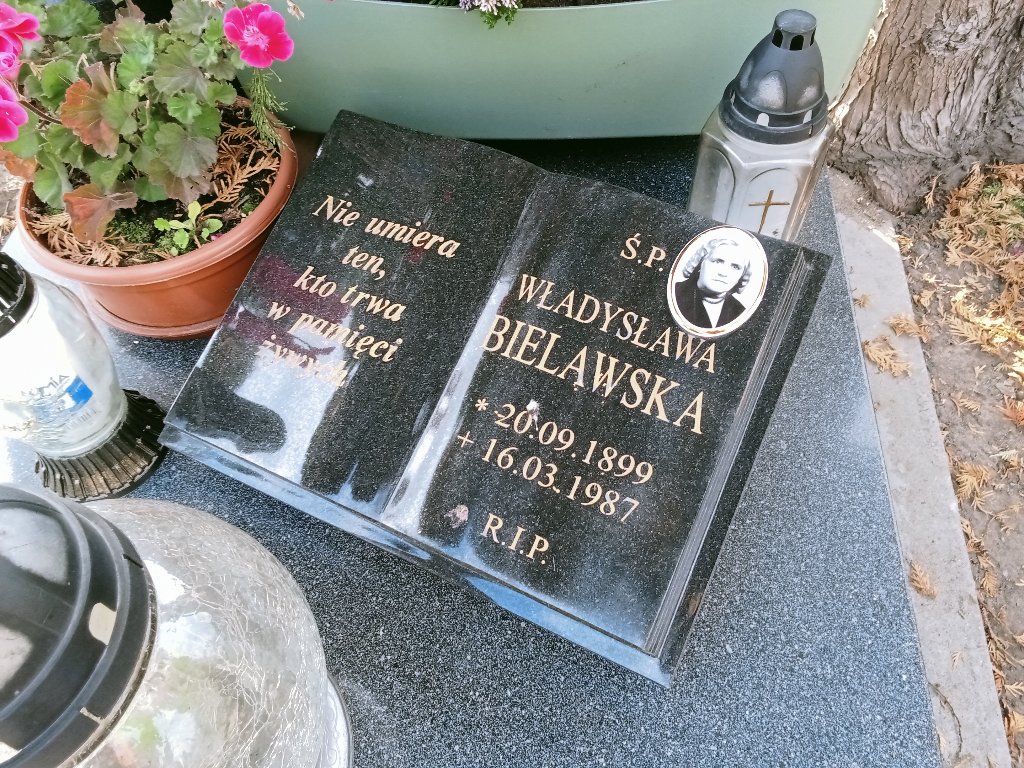 Nie umiera
ten,
kto trwa
w pamięci
żywych
Ś.P.
WŁADYSŁAWA
BIELAWSKA
* 20.09.1899
+ 16.03.1987
R.I.P.